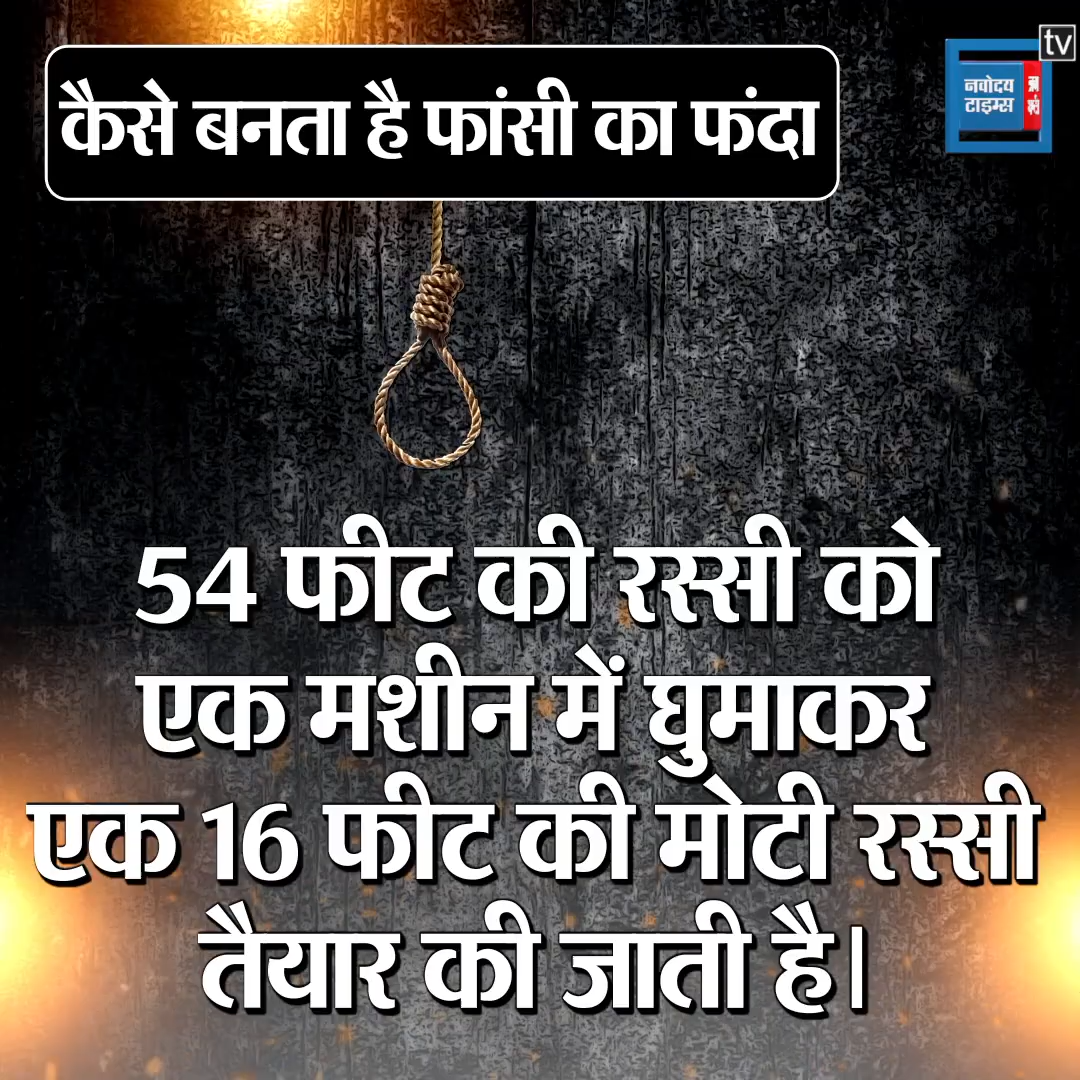 कैसे बनता है फांसी का फंदा
tv
नवोदय
टाइम्स
54 फीट की रस्सी को
एक मशीन में घुमाकर
एक 16 फीट की मोटी रस्सी
तैयार की जाती है।